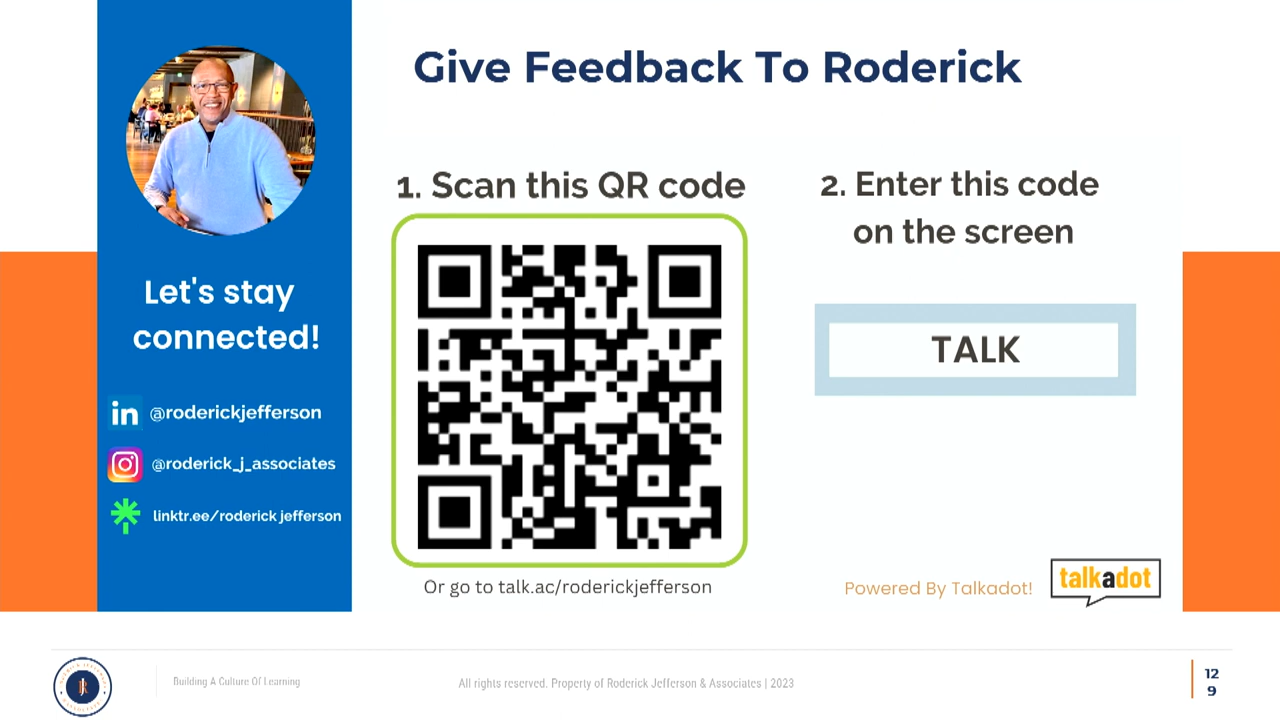 Give Feedback To Roderick
1. Scan this QR code
2. Enter this code
on the screen
TALK
Let's stay
connected!
in @roderickjefferson
@roderick_j_associates
linktr.ee/roderick jefferson
Or go to talk.ac/roderickjefferson
Powered By Talkadot!
talkadot
Building A Culture Of Learning
All rights reserved. Property of Roderick Jefferson & Associates | 2023
12
9